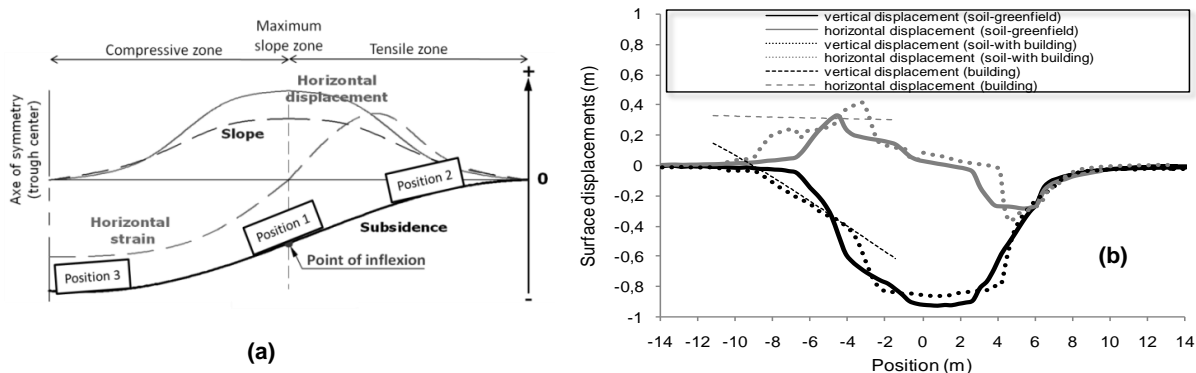 Maximum
slope zone
Compressive zone
Tensile zone
Axe of symmetry
(trough center)
+
Horizontal
displacement
Slope
0
Position 2
Horizontal
strain
Position 1
Subsidence
Position 3
Point of inflexion
-
(a)
vertical displacement (soil-greenfield)
horizontal displacement (soil-greenfield)
vertical displacement (soil-with building)
horizontal displacement (soil-with building)
vertical displacement (building)
horizontal displacement (building)
Surface displacements (m)
1
0,8
0,6
0,4
0,2
0
-0,2
-0,4
-0,6
-0,8
-1
(b)
-14 -12 -10 -8 -6 -4 -2 0 2 4 6 8 10 12 14
Position (m)